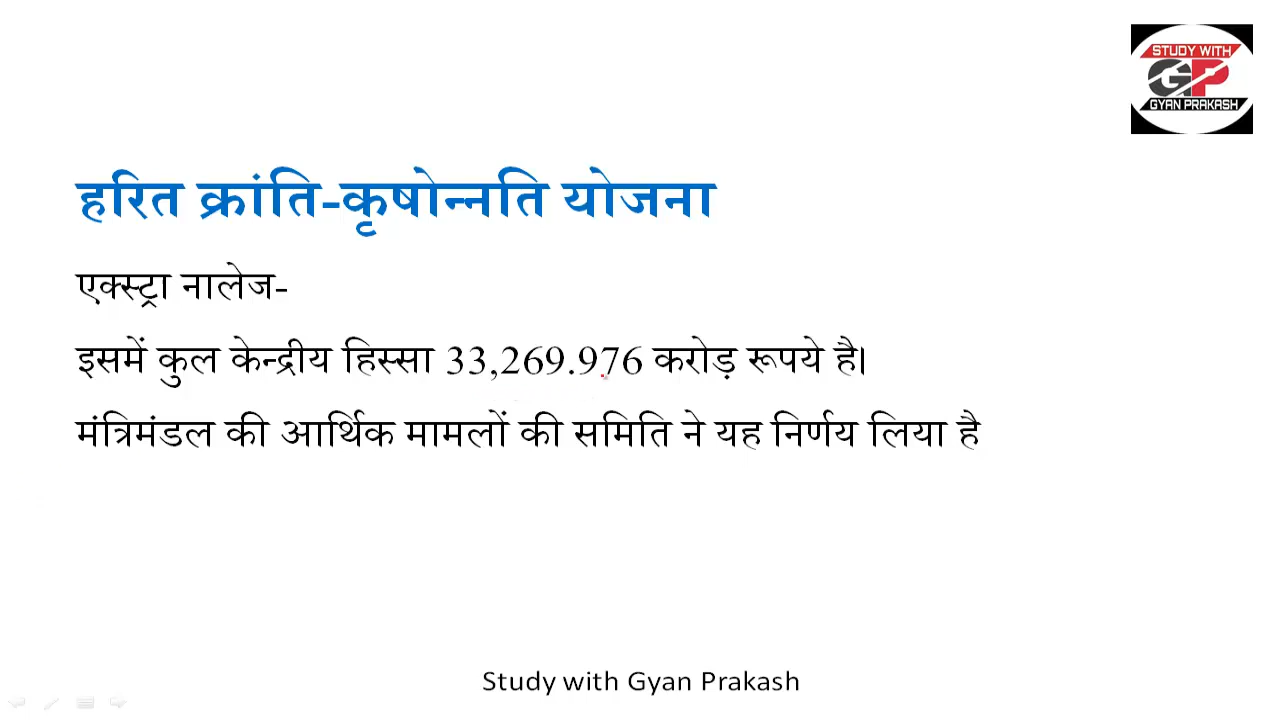 STUDY WITH
GP
GYAN PRAKASH
हरित क्रांति-कृषोन्नति योजना
एक्स्ट्रा नालेज-
इसमें कुल केन्द्रीय हिस्सा 33,269.976 करोड़ रूपये है।
मंत्रिमंडल की आर्थिक मामलों की समिति ने यह निर्णय लिया है
Study with Gyan Prakash